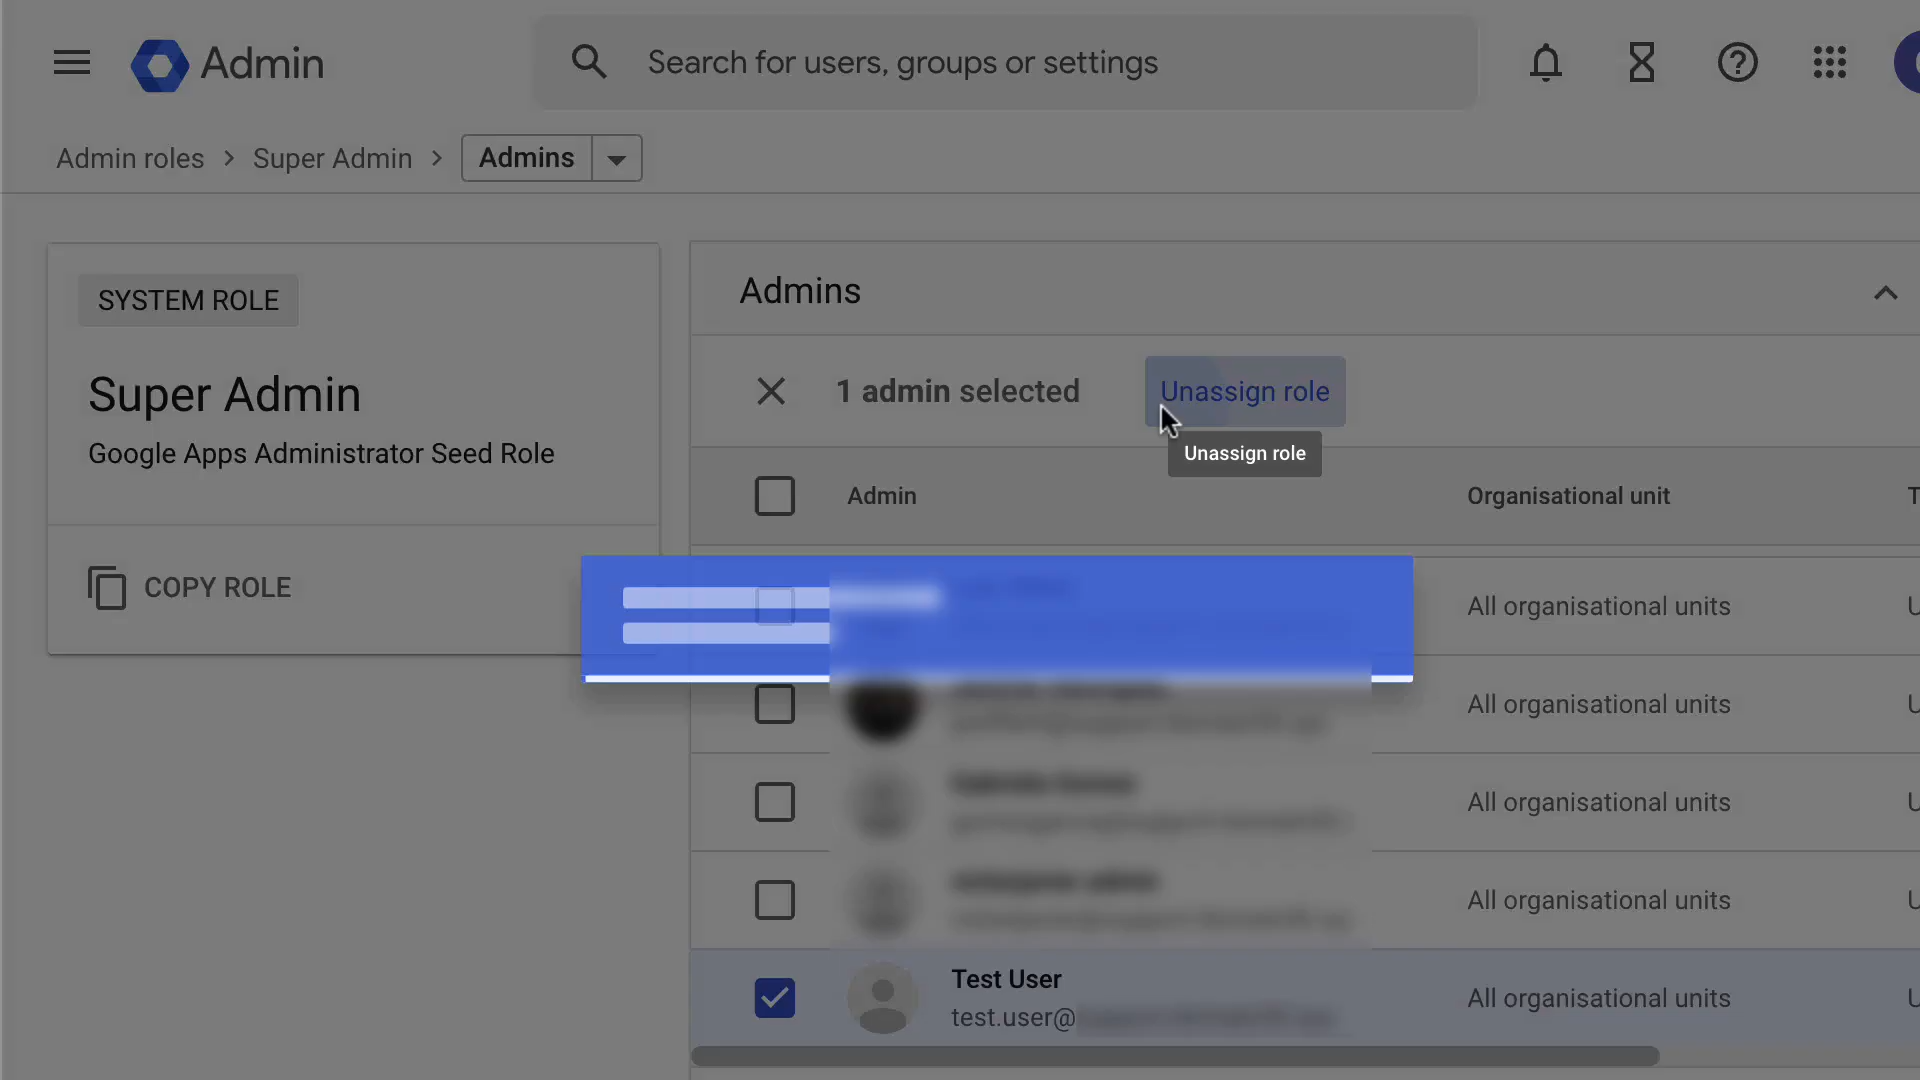 Admin
Search for users, groups or settings
Admin roles > Super Admin > Admins
SYSTEM ROLE
Super Admin
Google Apps Administrator Seed Role
COPY ROLE
Admins
1 admin selected
Unassign role
Unassign role
Admin
Organisational unit
All organisational units
All organisational units
All organisational units
All organisational units
Test User
test.user@
All organisational units